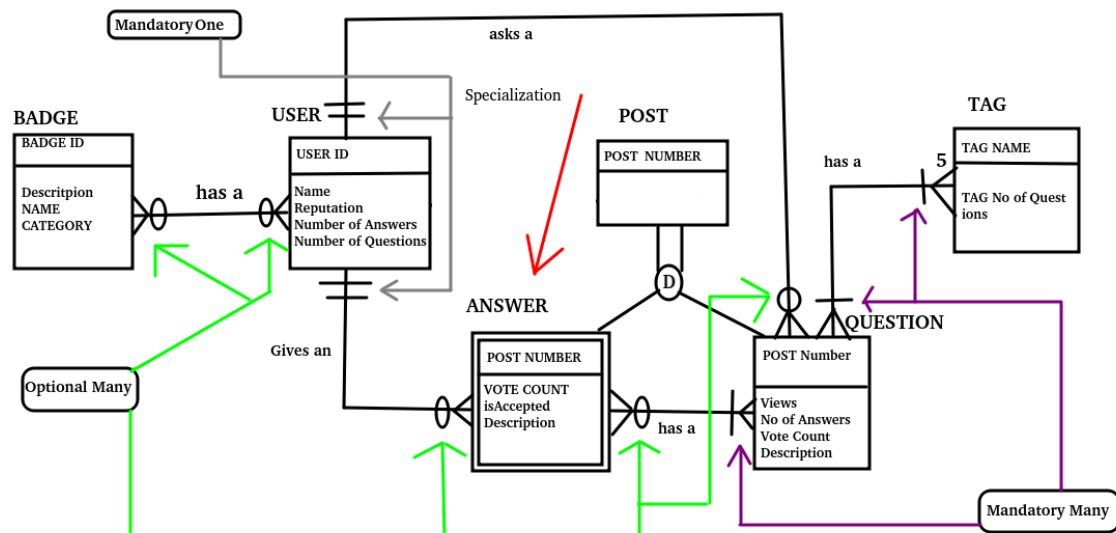 Mandatory One
asks a
Specialization
BADGE
BADGE ID
Descritpion
NAME
CATEGORY
has a
USER
USER ID
Name
Reputation
Number of Answers
Number of Questions
POST
POST NUMBER
D
TAG
TAG NAME
TAG No of Quest
ions
has a
5
ANSWER
POST NUMBER
VOTE COUNT
isAccepted
Description
Gives an
has a
QUESTION
POST Number
Views
No of Answers
Vote Count
Description
Optional Many
Mandatory Many